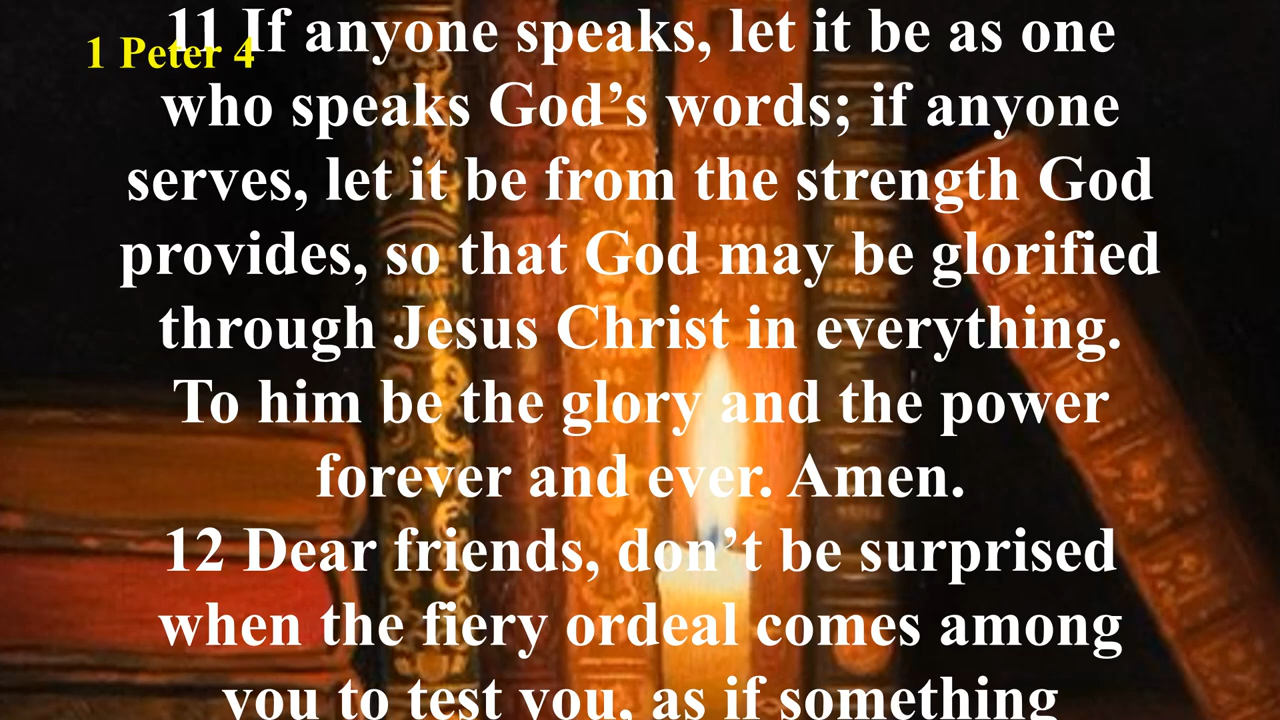 1 Peter 4
11 If anyone speaks, let it be as one
who speaks God’s words; if anyone
serves, let it be from the strength God
provides, so that God may be glorified
through Jesus Christ in everything.
To him be the glory and the power
forever and ever. Amen.
12 Dear friends, don’t be surprised
when the fiery ordeal comes among
you to test you, as if something